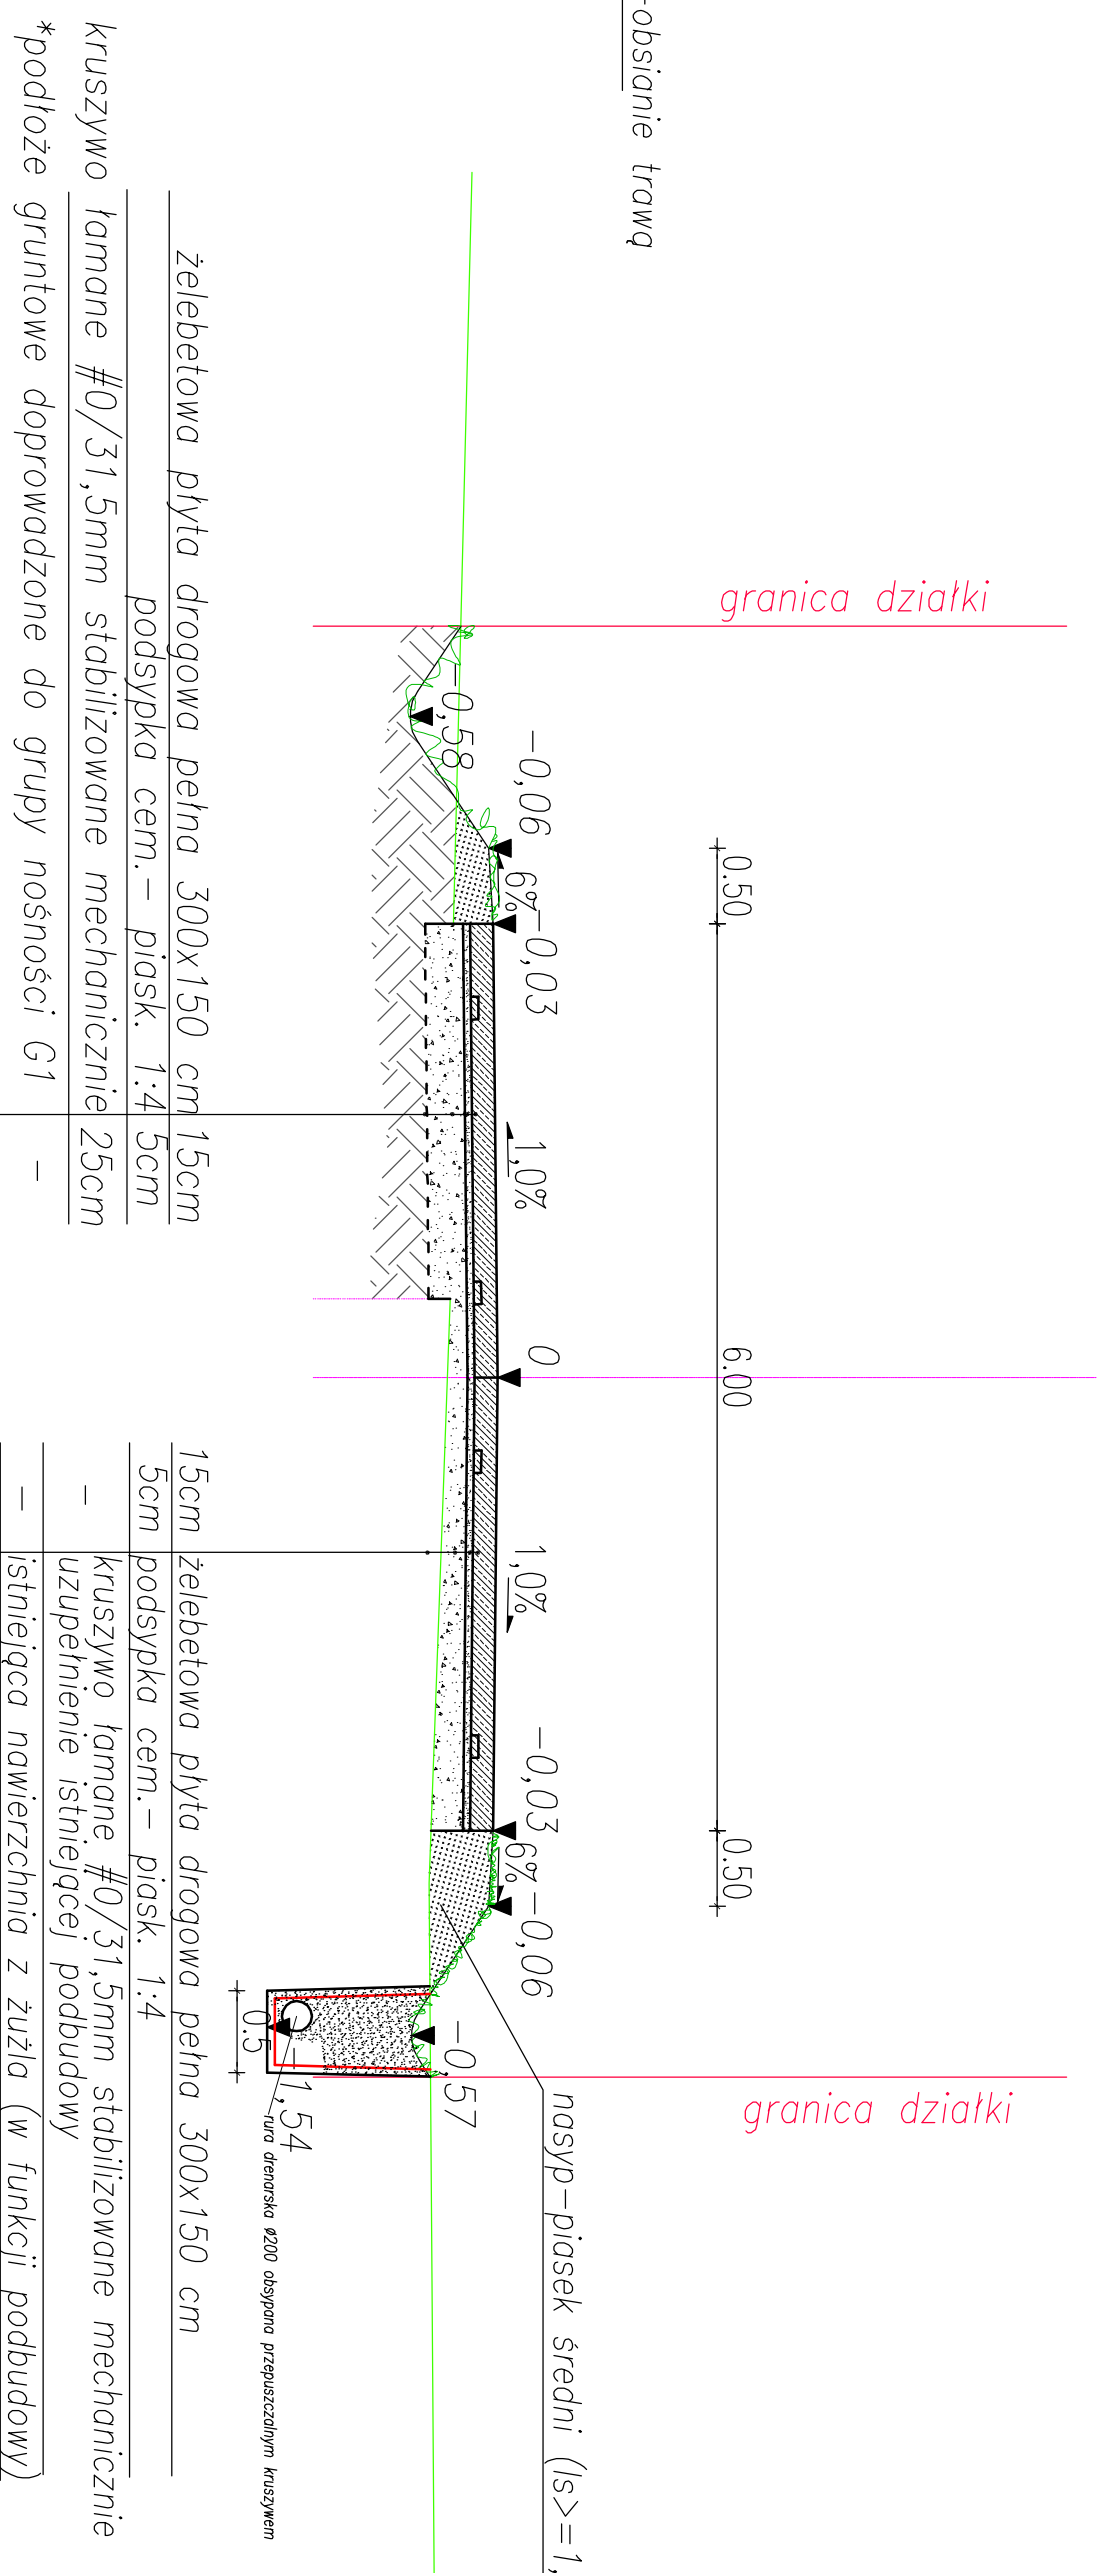 -obsianie trawą
granica działki
granica działki
0.50
6.00
0.50
nasyp-piasek średni (Is>=1,
-0,06
6%
-0,03
1,0%
0
1,0%
-0,03
6%
-0,06
-0,58
-0,57
-1,54
0.5
rura drenarska ø200 obsypana przepuszczalnym kruszywem
żelebetowa płyta drogowa pełna 300x150 cm 15cm
podsypka cem.- piask. 1:4 5cm
kruszywo łamane #0/31,5mm stabilizowane mechanicznie 25cm
*podłoże gruntowe doprowadzone do grupy nośności G1 -
15cm żelebetowa płyta drogowa pełna 300x150 cm
5cm podsypka cem.- piask. 1:4
- kruszywo łamane #0/31,5mm stabilizowane mechanicznie
uzupełnienie istniejącej podbudowy
- istniejąca nawierzchnia z żużla (w funkcji podbudowy)